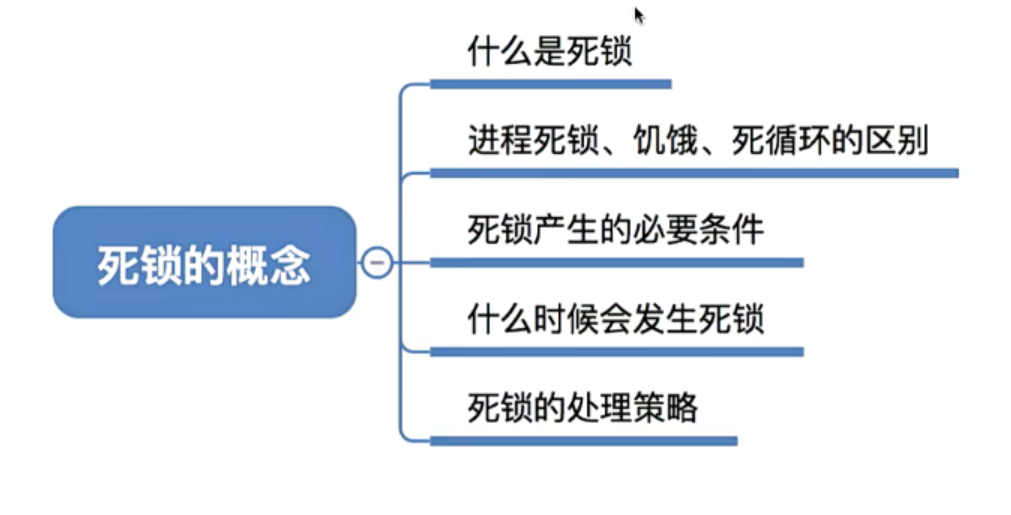 什么是死锁
进程死锁、饥饿、死循环的区别
死锁产生的必要条件
死锁的概念
什么时候会发生死锁
死锁的处理策略